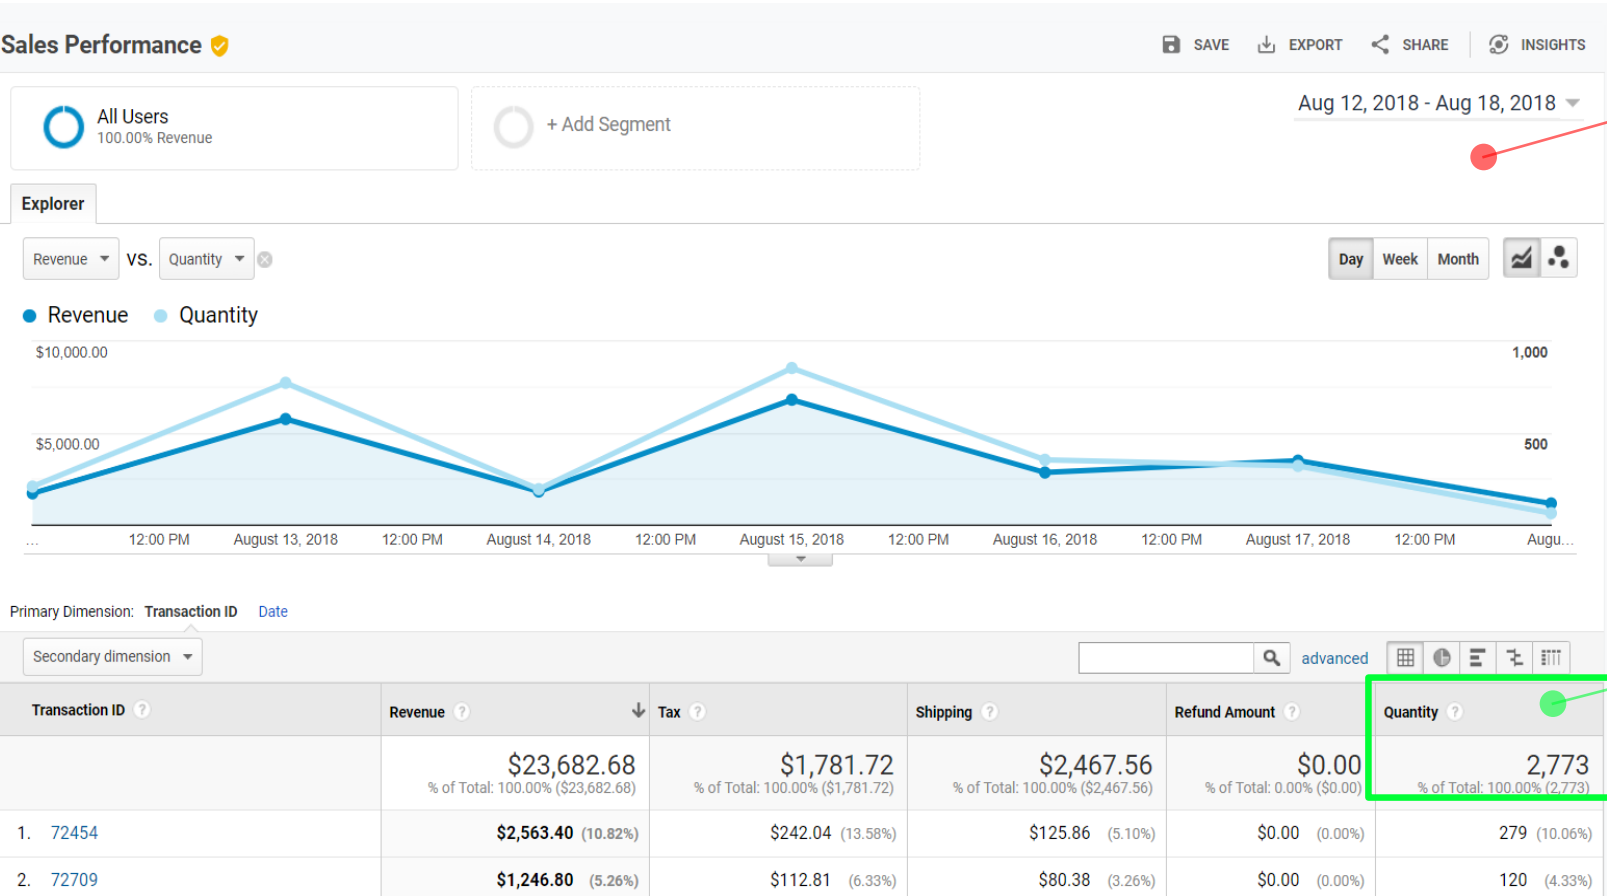 Sales Performance
SAVE EXPORT SHARE INSIGHTS
All Users
100.00% Revenue
+ Add Segment
Aug 12, 2018 - Aug 18, 2018
Explorer
Revenue VS. Quantity
Day Week Month
Revenue Quantity
$10,000.00 1,000
$5,000.00 500
... 12:00 PM August 13, 2018 12:00 PM August 14, 2018 12:00 PM August 15, 2018 12:00 PM August 16, 2018 12:00 PM August 17, 2018 12:00 PM Augu...
Primary Dimension: Transaction ID Date
Secondary dimension advanced
Transaction ID ? Revenue ? Tax ? Shipping ? Refund Amount ? Quantity ?
$23,682.68 $1,781.72 $2,467.56 $0.00 2,773
% of Total: 100.00% ($23,682.68) % of Total: 100.00% ($1,781.72) % of Total: 100.00% ($2,467.56) % of Total: 0.00% ($0.00) % of Total: 100.00% (2,773)
1. 72454 $2,563.40 (10.82%) $242.04 (13.58%) $125.86 (5.10%) $0.00 (0.00%) 279 (10.06%)
2. 72709 $1,246.80 (5.26%) $112.81 (6.33%) $80.38 (3.26%) $0.00 (0.00%) 120 (4.33%)